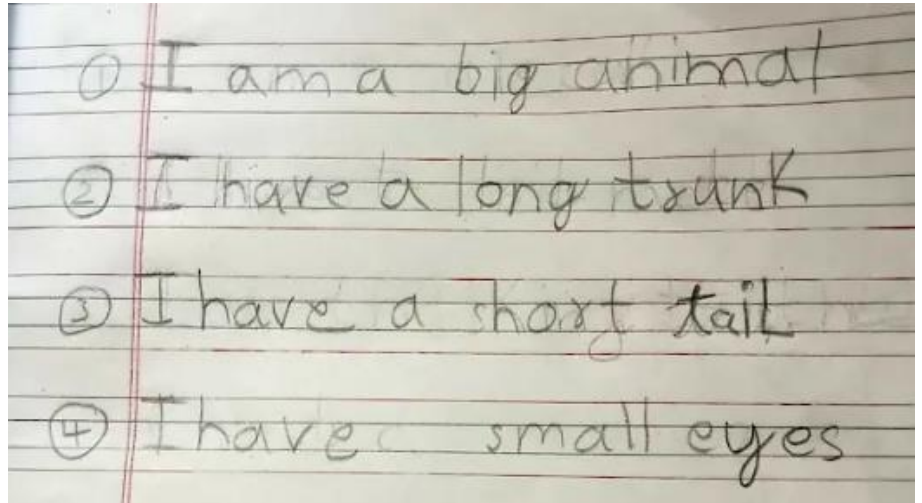 ① I am a big animal
② I have a long trunk
③ I have a short tail
④ I have small eyes